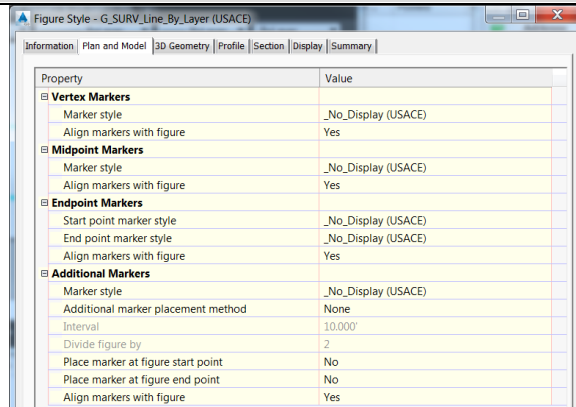 Figure Style - G_SURV_Line_By_Layer (USACE)
Information Plan and Model 3D Geometry Profile Section Display Summary
Property Value
Vertex Markers
Marker style _No_Display (USACE)
Align markers with figure Yes
Midpoint Markers
Marker style _No_Display (USACE)
Align markers with figure Yes
Endpoint Markers
Start point marker style _No_Display (USACE)
End point marker style _No_Display (USACE)
Align markers with figure Yes
Additional Markers
Marker style _No_Display (USACE)
Additional marker placement method None
Interval 10.000'
Divide figure by 2
Place marker at figure start point No
Place marker at figure end point No
Align markers with figure Yes